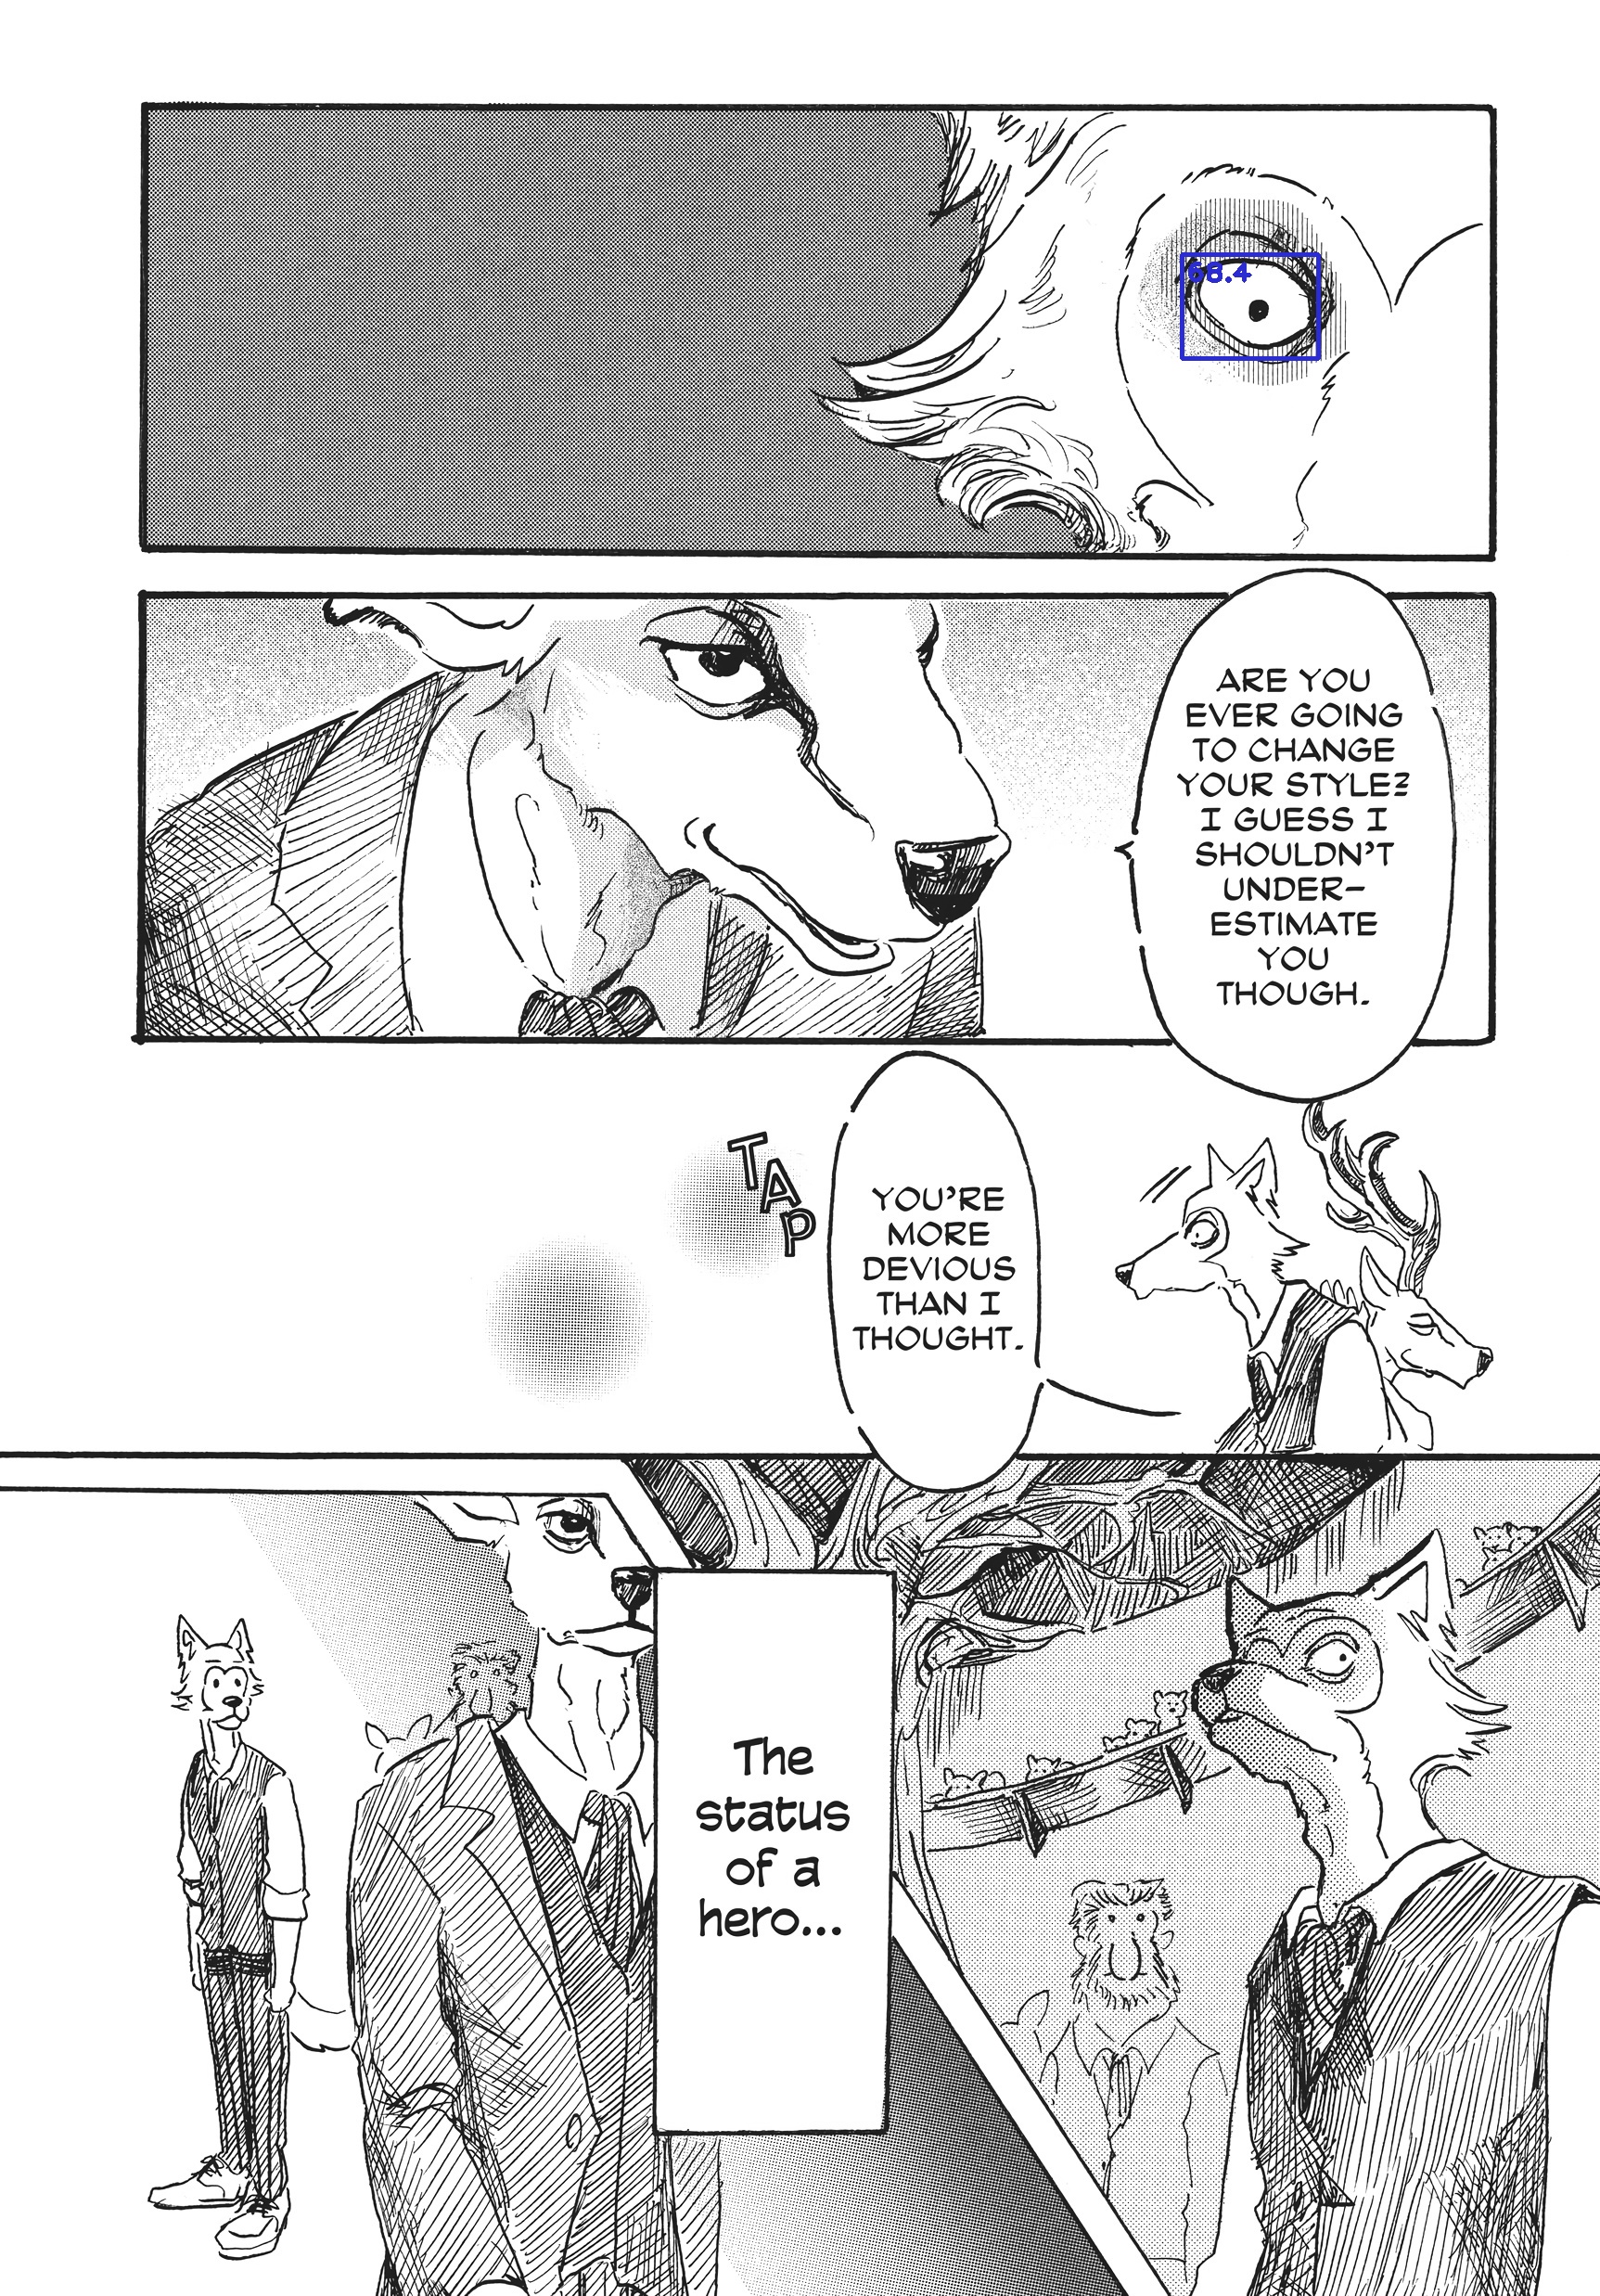 68.4
ARE YOU
EVER GOING
TO CHANGE
YOUR STYLE?
I GUESS I
SHOULDN'T
UNDER-
ESTIMATE
YOU
THOUGH.
TAP
YOU'RE
MORE
DEVIOUS
THAN I
THOUGHT.
The
status
of a
hero...